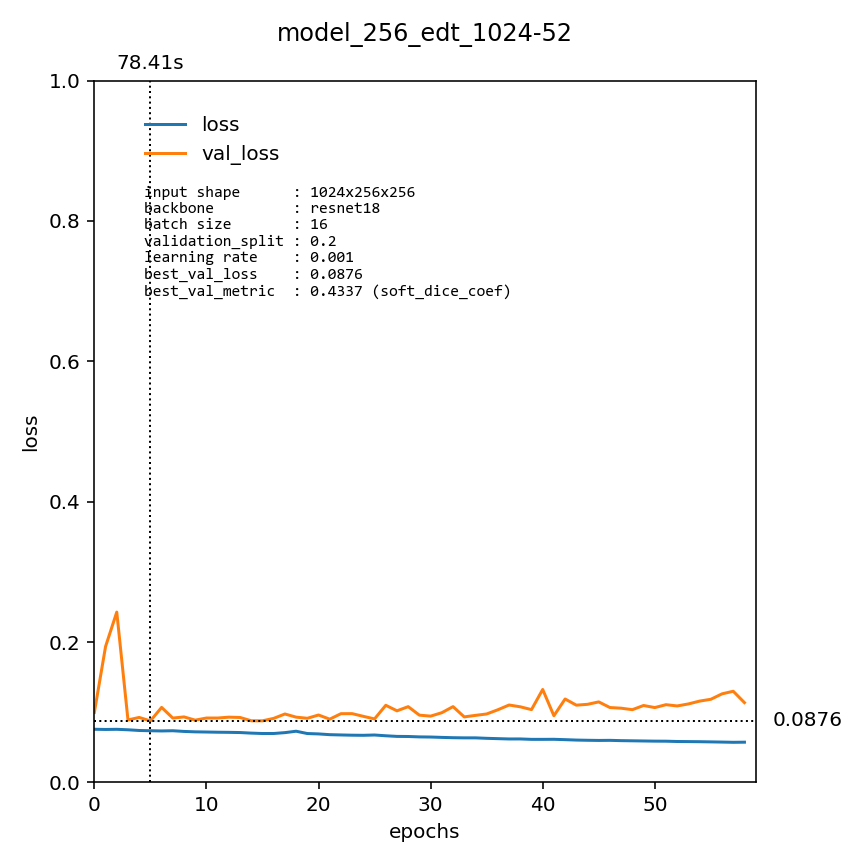 model_256_edt_1024-52
78.41s
1.0
loss
val_loss
input shape      : 1024x256x256
backbone         : resnet18
batch size       : 16
validation_split : 0.2
learning rate    : 0.001
best_val_loss    : 0.0876
best_val_metric  : 0.4337 (soft_dice_coef)
0.8
0.6
loss
0.4
0.2
0.0876
0.0
0 10 20 30 40 50
epochs